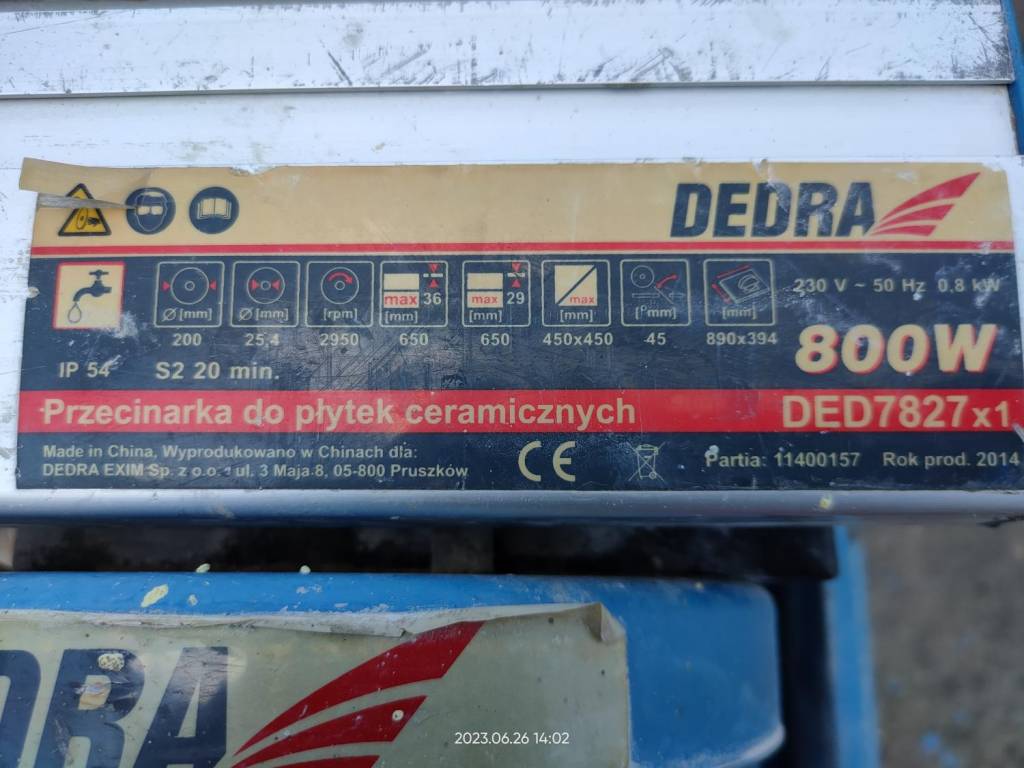 DEDRA
max 36
max 29
max
Ø [mm] Ø [mm] [rpm] [mm] [mm] [mm] [°mm] [mm]
230 V ~ 50 Hz 0,8 kW
200 25,4 2950 650 650 450x450 45 890x394
800W
IP 54 S2 20 min.
Przecinarka do płytek ceramicznych DED7827x1
Made in China, Wyprodukowano w Chinach dla:
DEDRA EXIM Sp. z o.o. ul. 3 Maja 8, 05-800 Pruszków
CE
Partia: 11400157 Rok prod. 2014
DRA
2023.06.26 14:02